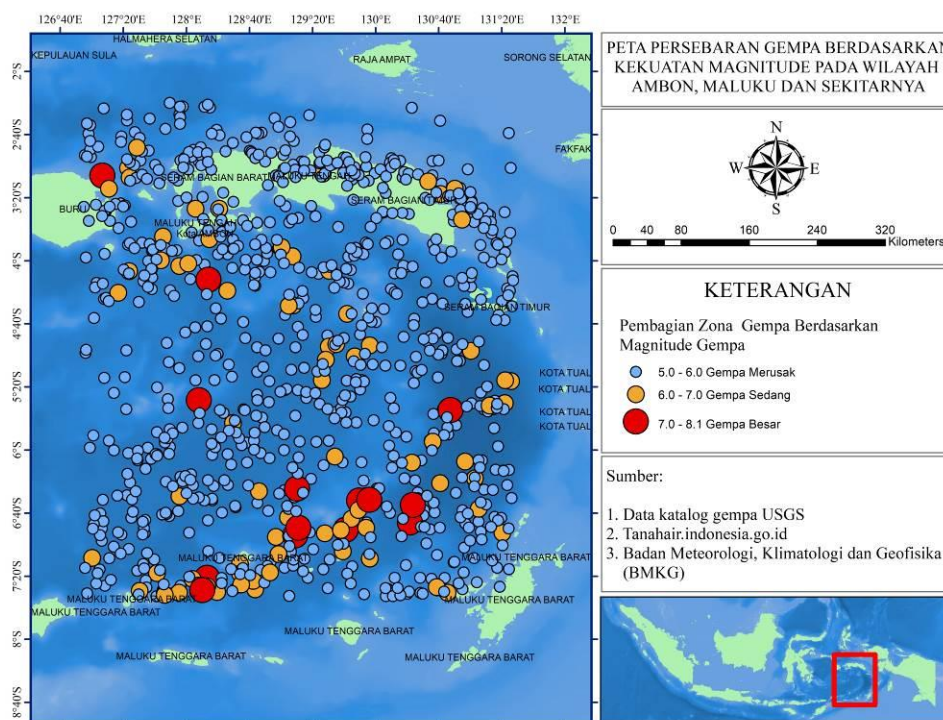 126°40'E 127°20'E 128°E 128°40'E 129°20'E 130°E 130°40'E 131°20'E 132°E
HALMAHERA SELATAN
KEPULAUAN SULA
RAJA AMPAT
SORONG SELATAN
2°S
2°40'S
FAKFAK
SERAM BAGIAN BARAT
MALUKU TENGAH
3°20'S
SERAM BAGIAN TIMUR
BURU
MALUKU TENGAH
Kota AMBON
4°S
SERAM BAGIAN TIMUR
4°40'S
KOTA TUAL
5°20'S
KOTA TUAL
KOTA TUAL
KOTA TUAL
6°S
6°40'S
MALUKU TENGGARA BARAT
MALUKU TENGGARA BARAT
7°20'S
MALUKU TENGGARA BARAT
MALUKU TENGGARA BARAT
MALUKU TENGGARA BARAT
MALUKU TENGGARA BARAT
8°S
MALUKU TENGGARA BARAT
MALUKU TENGGARA BARAT
8°40'S
PETA PERSEBARAN GEMPA BERDASARKAN
KEKUATAN MAGNITUDE PADA WILAYAH
AMBON, MALUKU DAN SEKITARNYA
N
W E
S
0 40 80 160 240 320
Kilometers
KETERANGAN
Pembagian Zona Gempa Berdasarkan
Magnitude Gempa
5.0 - 6.0 Gempa Merusak
6.0 - 7.0 Gempa Sedang
7.0 - 8.1 Gempa Besar
Sumber:
1. Data katalog gempa USGS
2. Tanahair.indonesia.go.id
3. Badan Meteorologi, Klimatologi dan Geofisika
(BMKG)